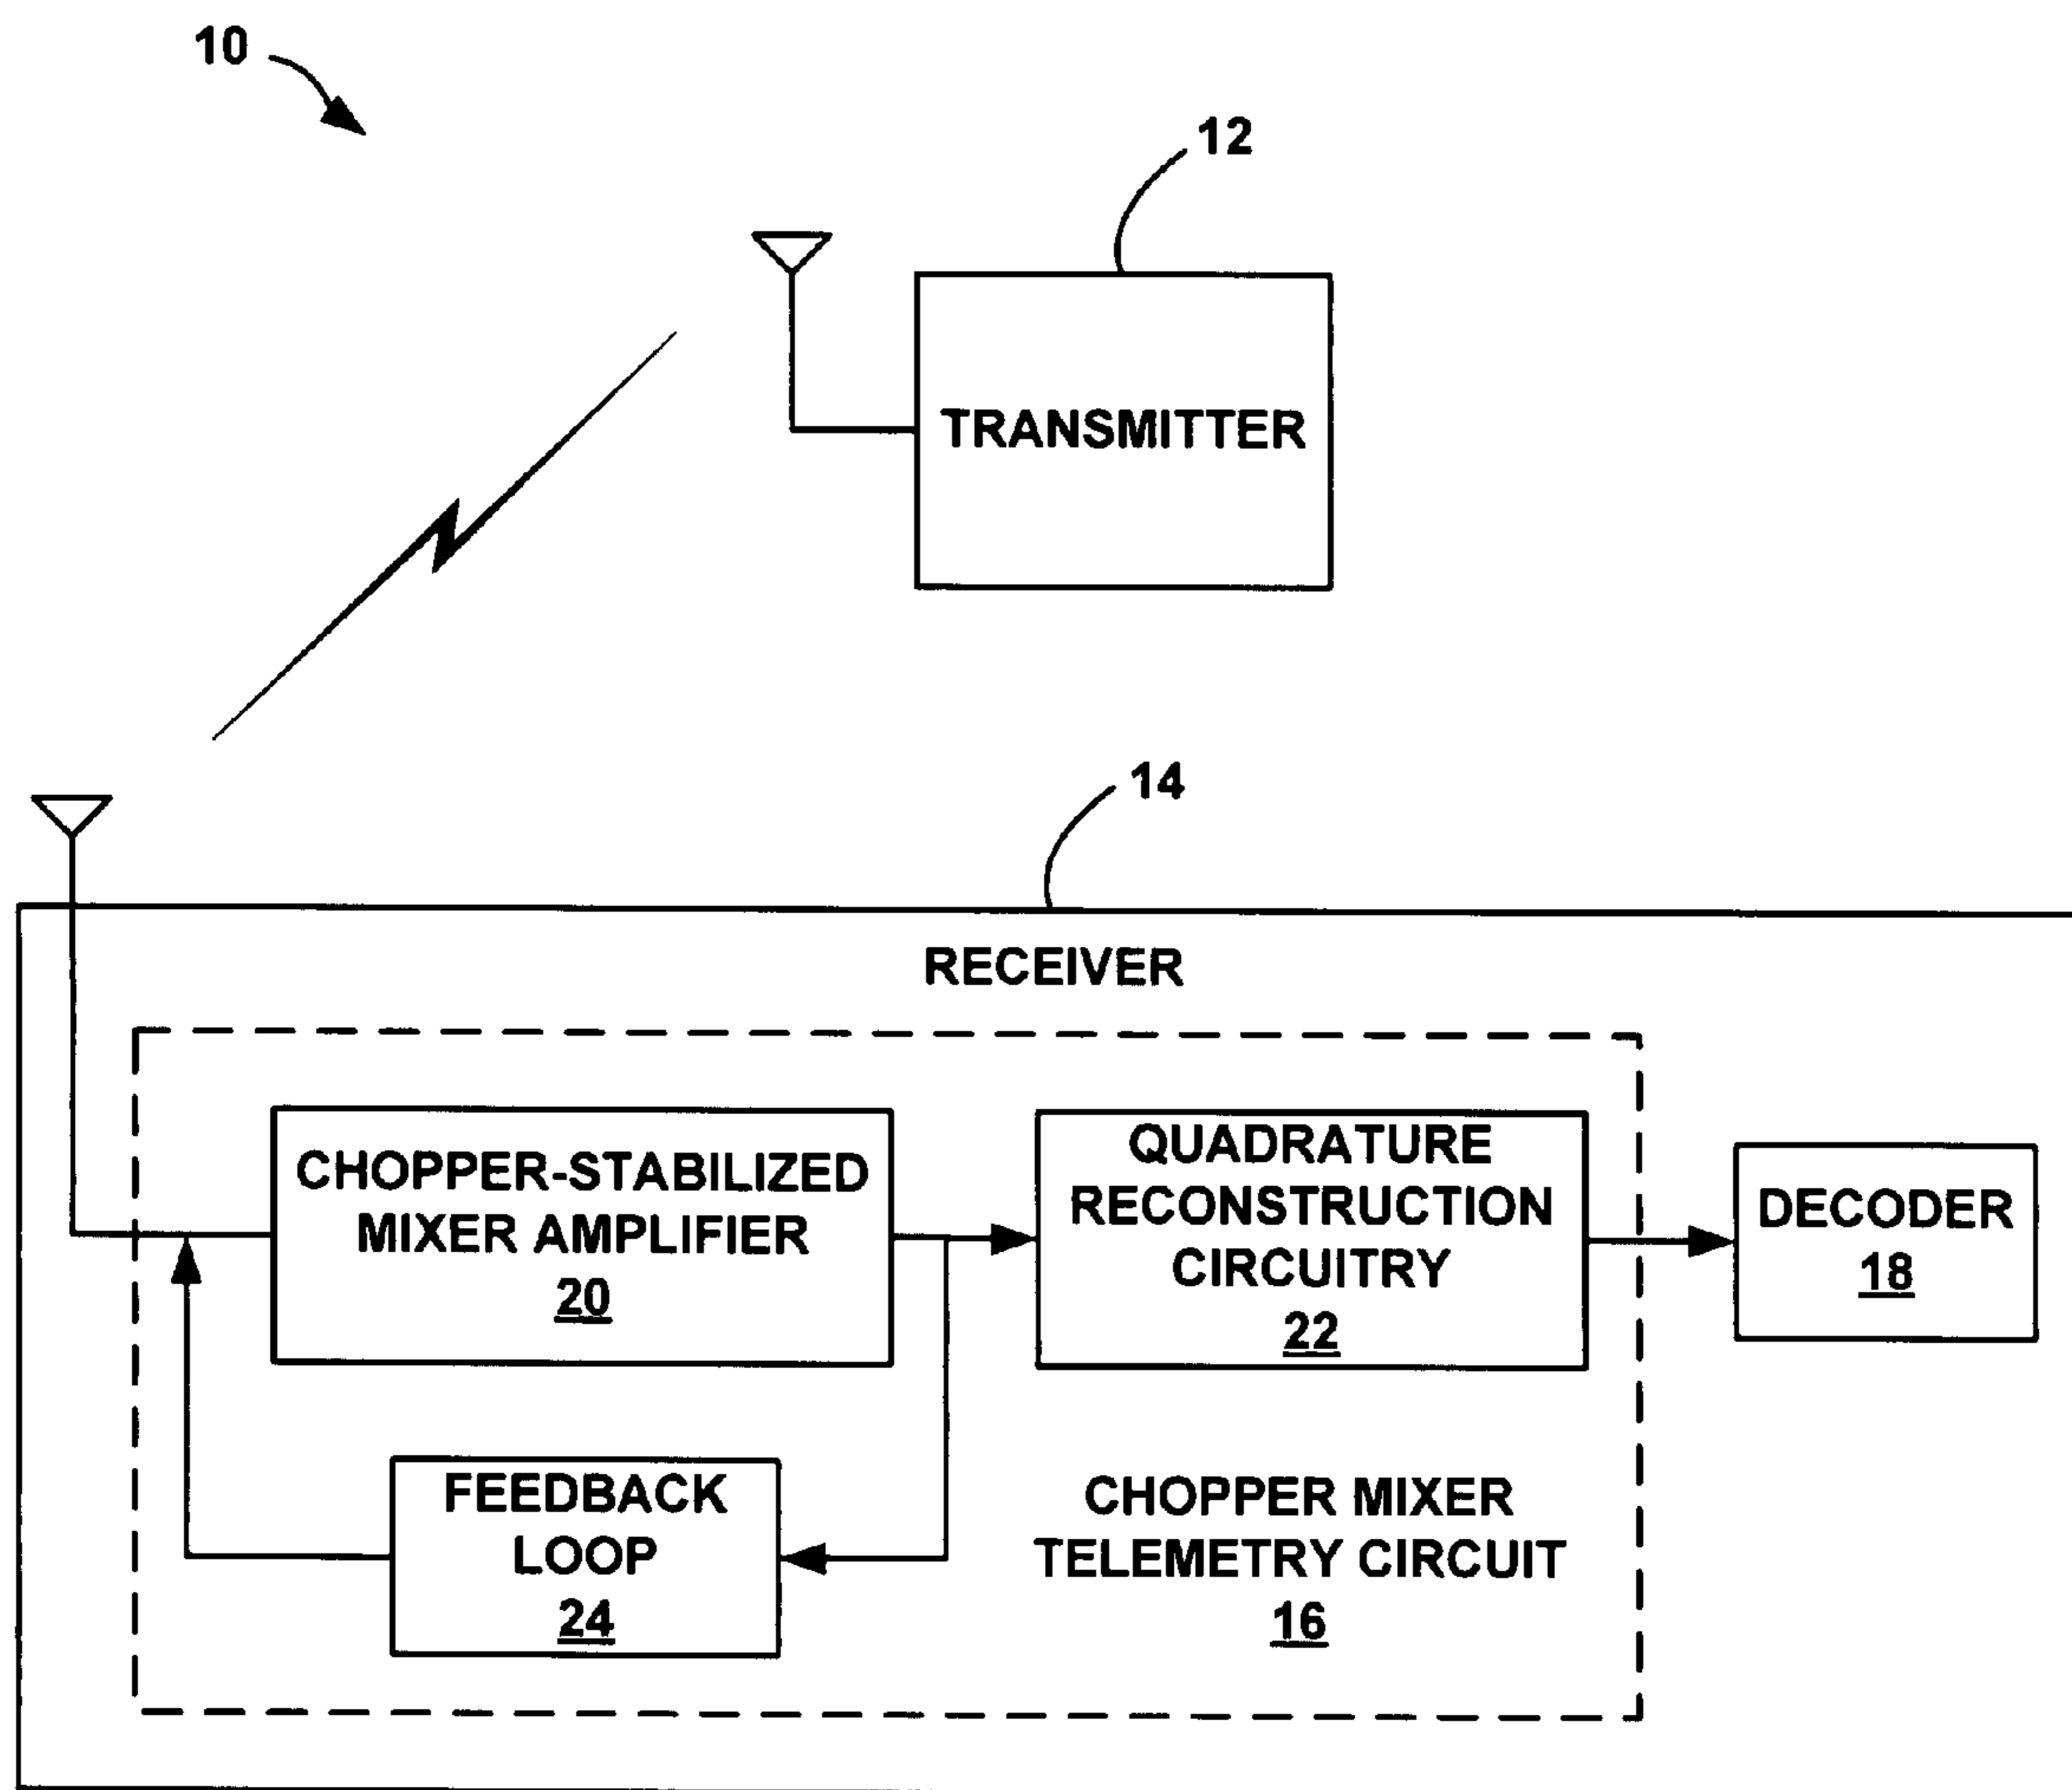 10
12
TRANSMITTER
14
RECEIVER
CHOPPER-STABILIZED
MIXER AMPLIFIER
20
QUADRATURE
RECONSTRUCTION
CIRCUITRY
22
DECODER
18
FEEDBACK
LOOP
24
CHOPPER MIXER
TELEMETRY CIRCUIT
16